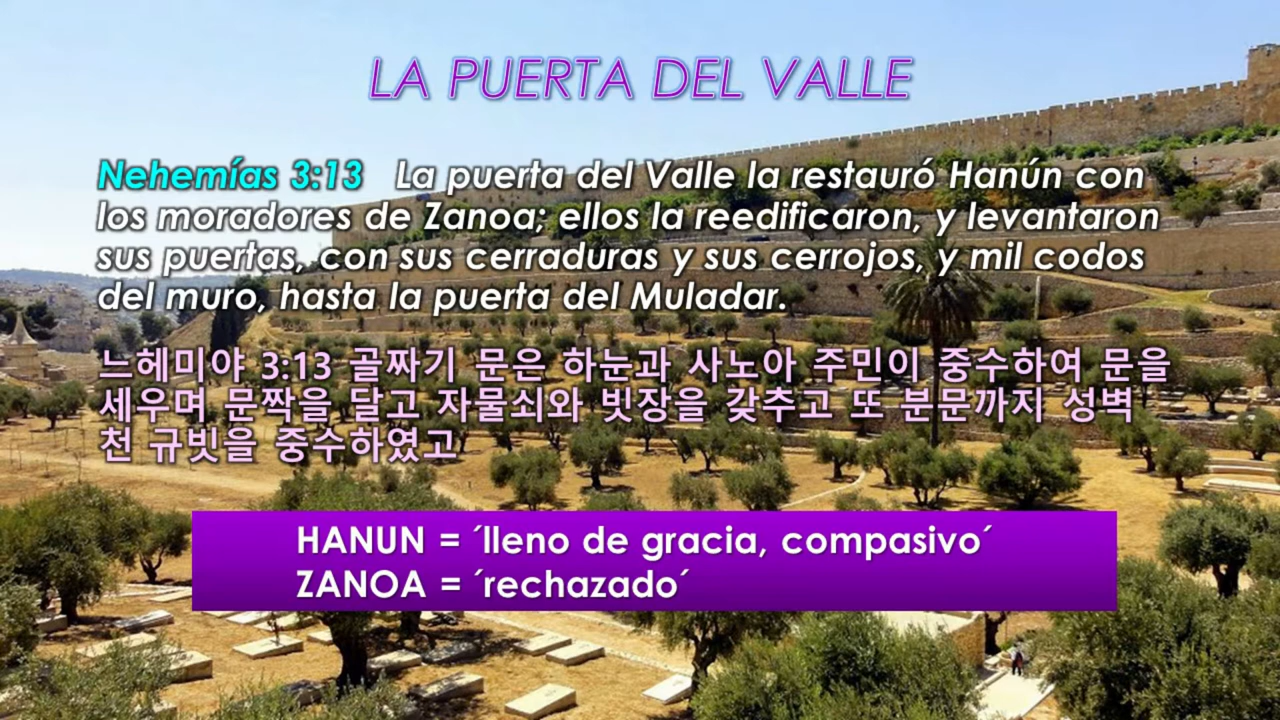 LA PUERTA DEL VALLE
Nehemías 3:13 La puerta del Valle la restauró Hanún con
los moradores de Zanoa; ellos la reedificaron, y levantaron
sus puertas, con sus cerraduras y sus cerrojos, y mil codos
del muro, hasta la puerta del Muladar.
느헤미야 3:13 골짜기 문은 하눈과 사노아 주민이 중수하여 문을
세우며 문짝을 달고 자물쇠와 빗장을 갖추고 또 분문까지 성벽
천 규빗을 중수하였고
HANUN = ´lleno de gracia, compasivo´
ZANOA = ´rechazado´